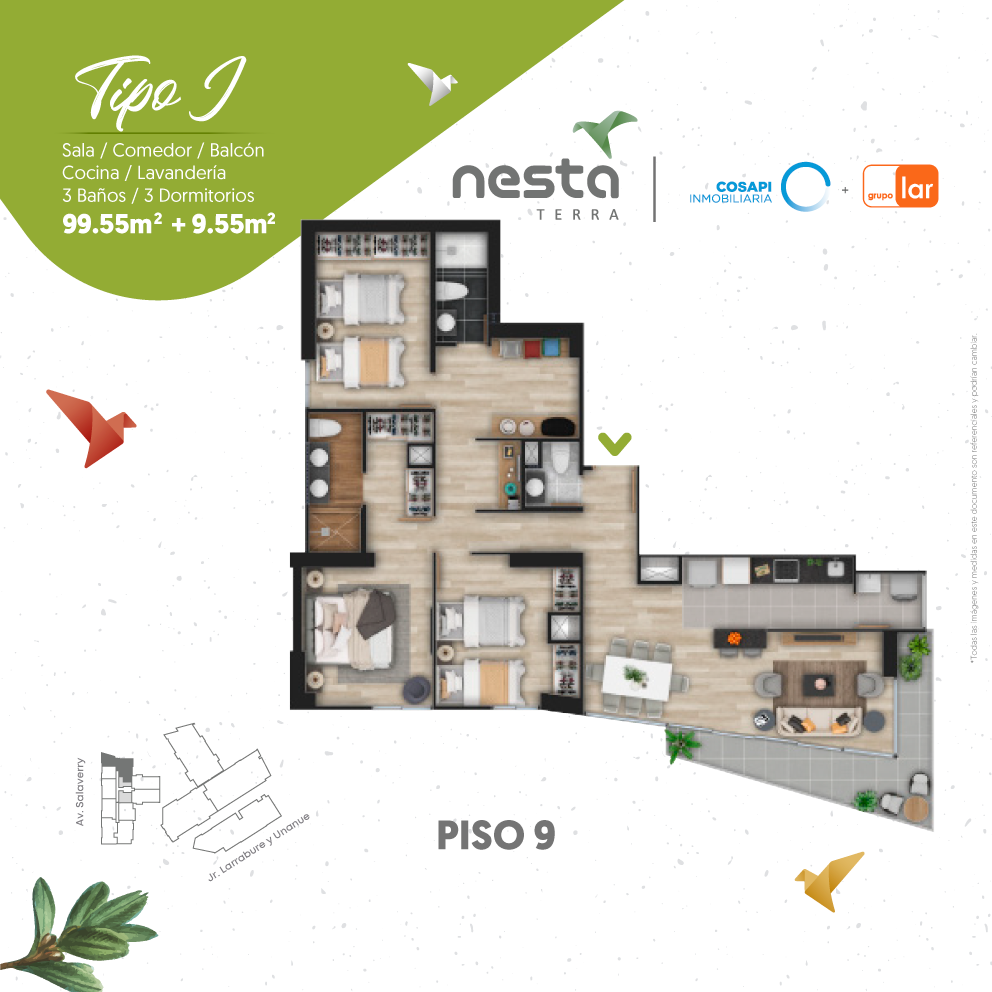 Tipo J
Sala / Comedor / Balcón
Cocina / Lavandería
3 Baños / 3 Dormitorios
99.55m² + 9.55m²
nesta
TERRA
COSAPI
INMOBILIARIA
+
grupo lar
*Todas las imágenes y medidas en este documento son referenciales y podrían cambiar.
Av. Salaverry
Jr. Larrabure y Unanue
PISO 9